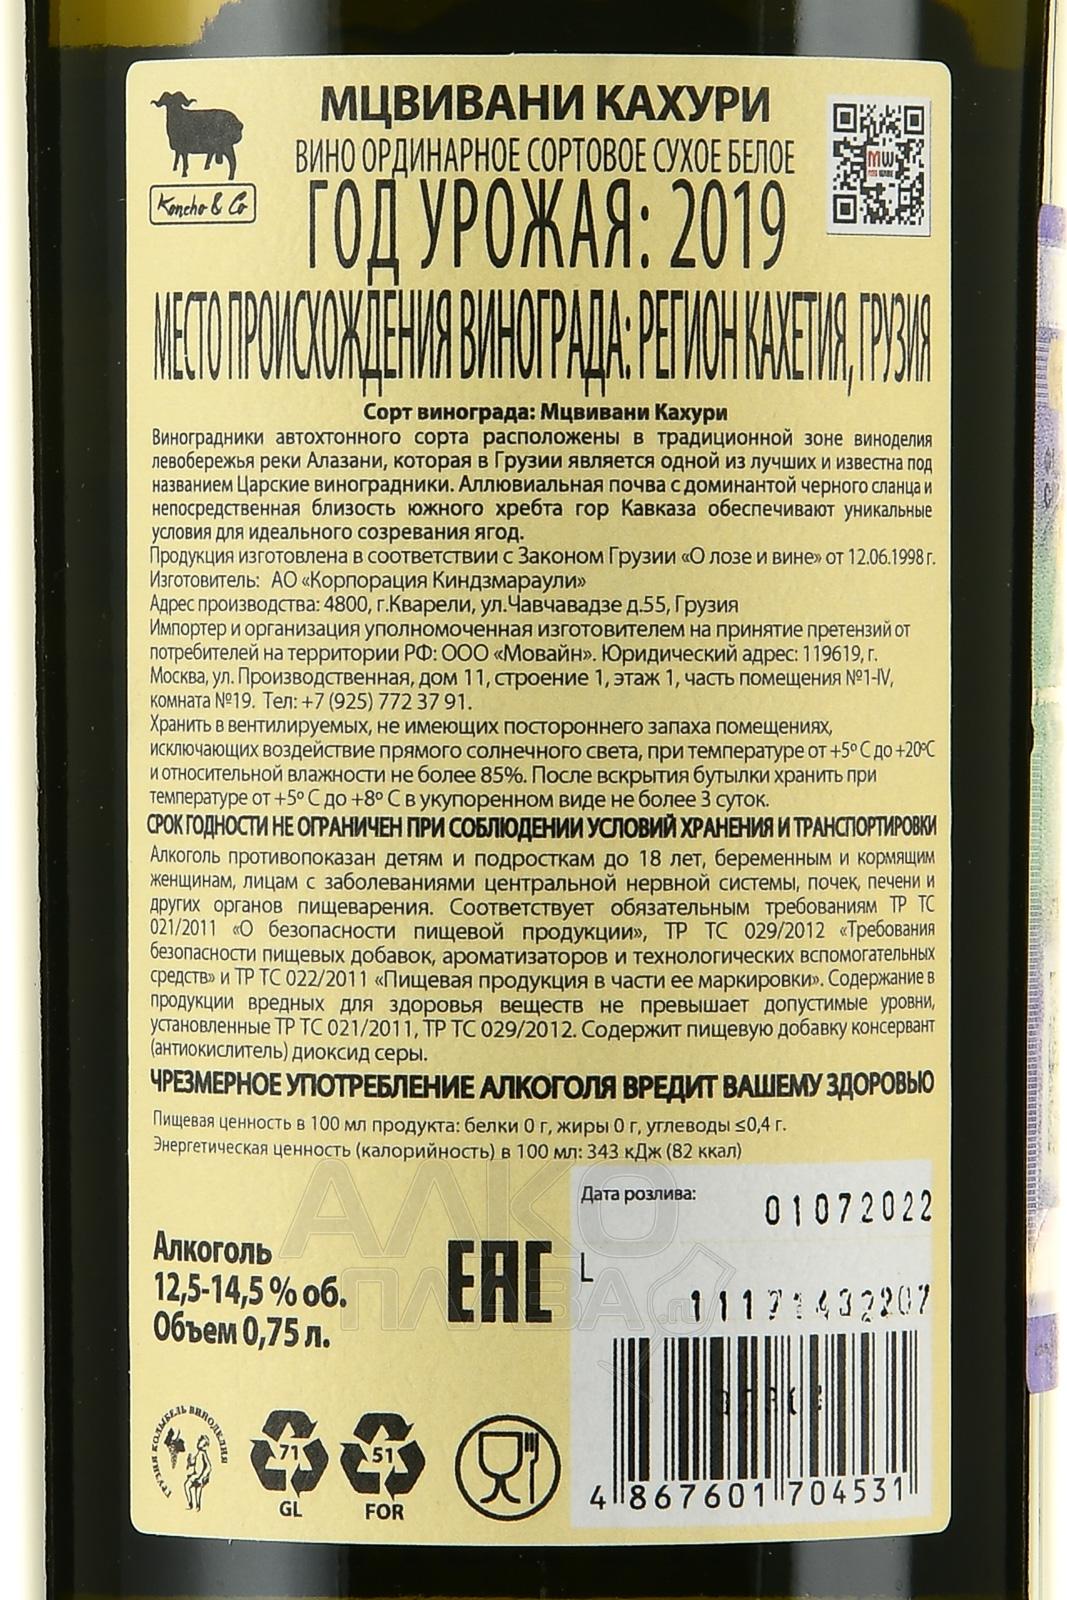 МЦВИВАНИ КАХУРИ
ВИНО ОРДИНАРНОЕ СОРТОВОЕ СУХОЕ БЕЛОЕ
Koncho & Co
MW
ГОД УРОЖАЯ: 2019
МЕСТО ПРОИСХОЖДЕНИЯ ВИНОГРАДА: РЕГИОН КАХЕТИЯ, ГРУЗИЯ
Сорт винограда: Мцвивани Кахури
Виноградники автохтонного сорта расположены в традиционной зоне виноделия
левобережья реки Алазани, которая в Грузии является одной из лучших и известна под
названием Царские виноградники. Аллювиальная почва с доминантой черного сланца и
непосредственная близость южного хребта гор Кавказа обеспечивают уникальные
условия для идеального созревания ягод.
Продукция изготовлена в соответствии с Законом Грузии «О лозе и вине» от 12.06.1998 г.
Изготовитель: АО «Корпорация Киндзмараули»
Адрес производства: 4800, г.Кварели, ул.Чавчавадзе д.55, Грузия
Импортер и организация уполномоченная изготовителем на принятие претензий от
потребителей на территории РФ: ООО «Мовайн». Юридический адрес: 119619, г.
Москва, ул. Производственная, дом 11, строение 1, этаж 1, часть помещения №1-IV,
комната №19. Тел: +7 (925) 772 37 91.
Хранить в вентилируемых, не имеющих постороннего запаха помещениях,
исключающих воздействие прямого солнечного света, при температуре от +5º С до +20ºС
и относительной влажности не более 85%. После вскрытия бутылки хранить при
температуре от +5º С до +8º С в укупоренном виде не более 3 суток.
СРОК ГОДНОСТИ НЕ ОГРАНИЧЕН ПРИ СОБЛЮДЕНИИ УСЛОВИЙ ХРАНЕНИЯ И ТРАНСПОРТИРОВКИ
Алкоголь противопоказан детям и подросткам до 18 лет, беременным и кормящим
женщинам, лицам с заболеваниями центральной нервной системы, почек, печени и
других органов пищеварения. Соответствует обязательным требованиям ТР ТС
021/2011 «О безопасности пищевой продукции», ТР ТС 029/2012 «Требования
безопасности пищевых добавок, ароматизаторов и технологических вспомогательных
средств» и ТР ТС 022/2011 «Пищевая продукция в части ее маркировки». Содержание в
продукции вредных для здоровья веществ не превышает допустимые уровни,
установленные ТР ТС 021/2011, ТР ТС 029/2012. Содержит пищевую добавку консервант
(антиокислитель) диоксид серы.
ЧРЕЗМЕРНОЕ УПОТРЕБЛЕНИЕ АЛКОГОЛЯ ВРЕДИТ ВАШЕМУ ЗДОРОВЬЮ
Пищевая ценность в 100 мл продукта: белки 0 г, жиры 0 г, углеводы ≤0,4 г.
Энергетическая ценность (калорийность) в 100 мл: 343 кДж (82 ккал)
Дата розлива:
01072022
L
Алкоголь
12,5-14,5 % об.
Объем 0,75 л.
EAC
АЛКО
ПЛАЗА.ru
ГРУЗИЯ КОЛЫБЕЛЬ ВИНОДЕЛИЯ
71
GL
51
FOR
4 867601 704531